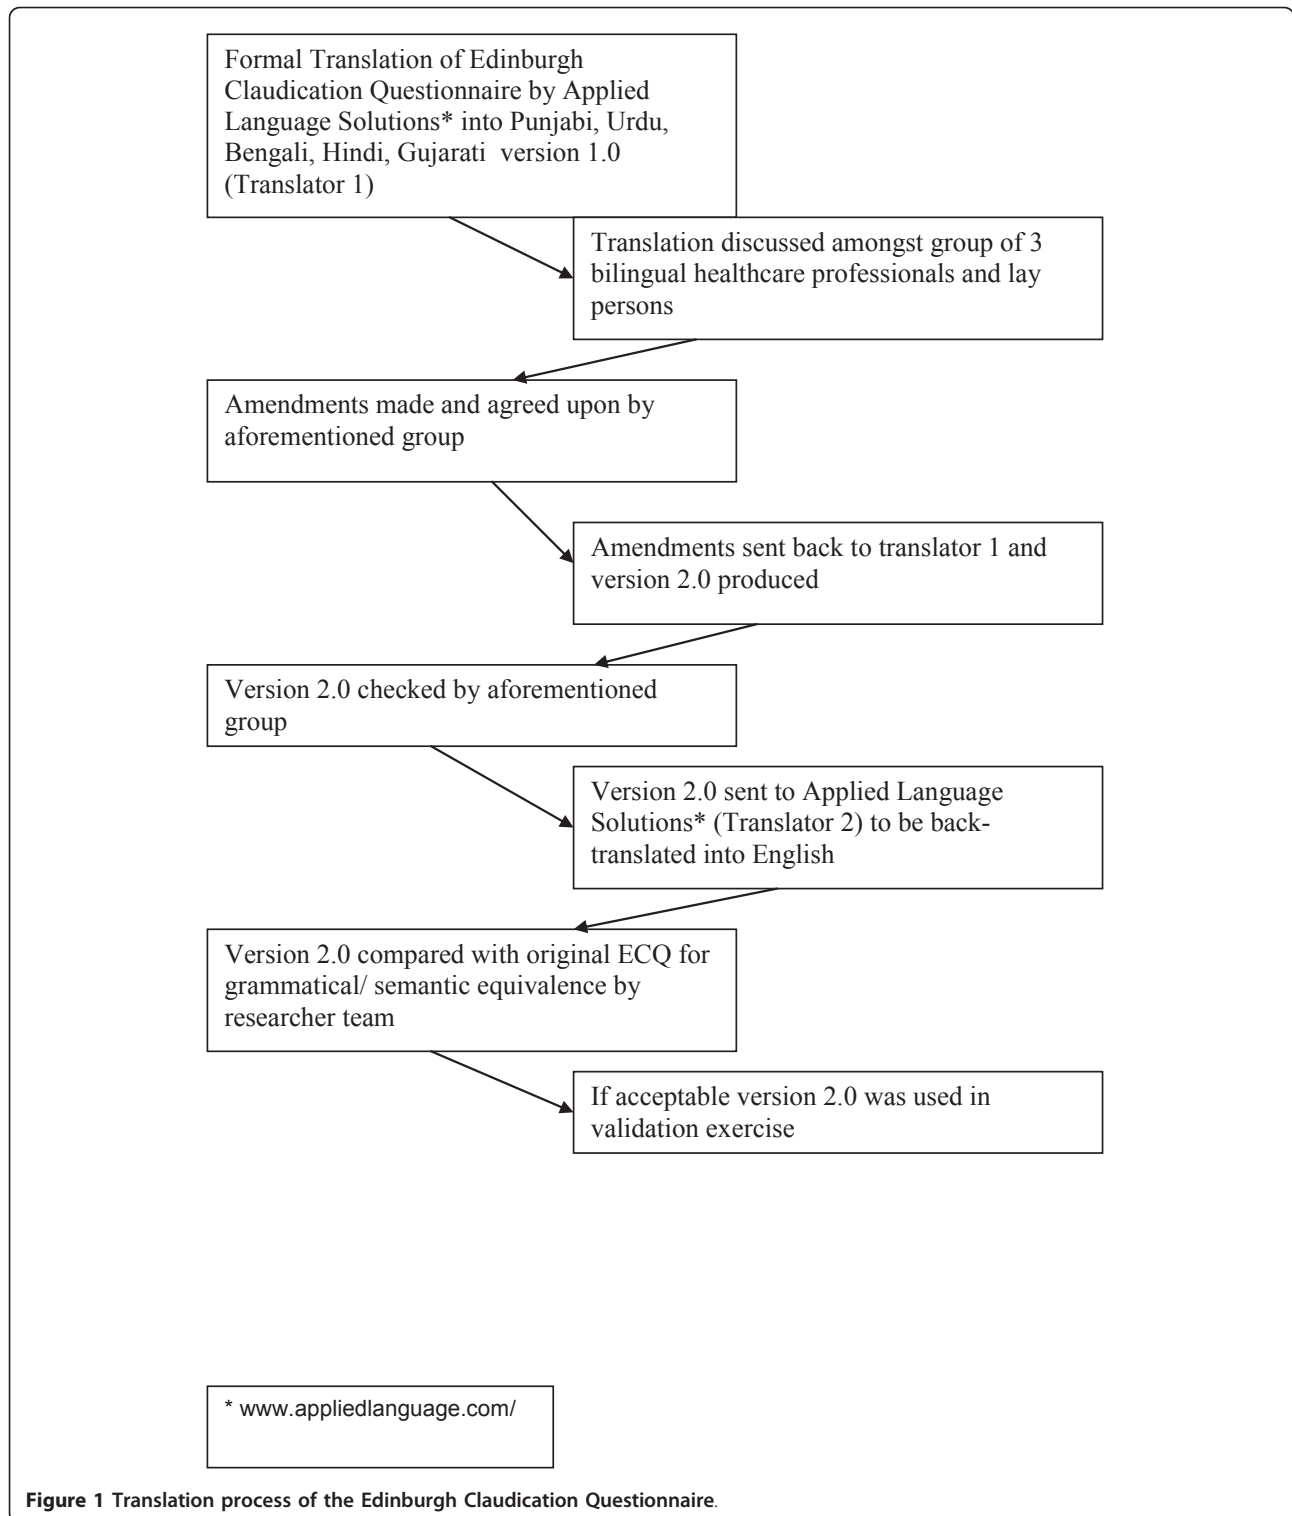 Formal Translation of Edinburgh
Claudication Questionnaire by Applied
Language Solutions* into Punjabi, Urdu,
Bengali, Hindi, Gujarati version 1.0
(Translator 1)
Translation discussed amongst group of 3
bilingual healthcare professionals and lay
persons
Amendments made and agreed upon by
aforementioned group
Amendments sent back to translator 1 and
version 2.0 produced
Version 2.0 checked by aforementioned
group
Version 2.0 sent to Applied Language
Solutions* (Translator 2) to be back-
translated into English
Version 2.0 compared with original ECQ for
grammatical/ semantic equivalence by
researcher team
If acceptable version 2.0 was used in
validation exercise
* www.appliedlanguage.com/
Figure 1 Translation process of the Edinburgh Claudication Questionnaire.